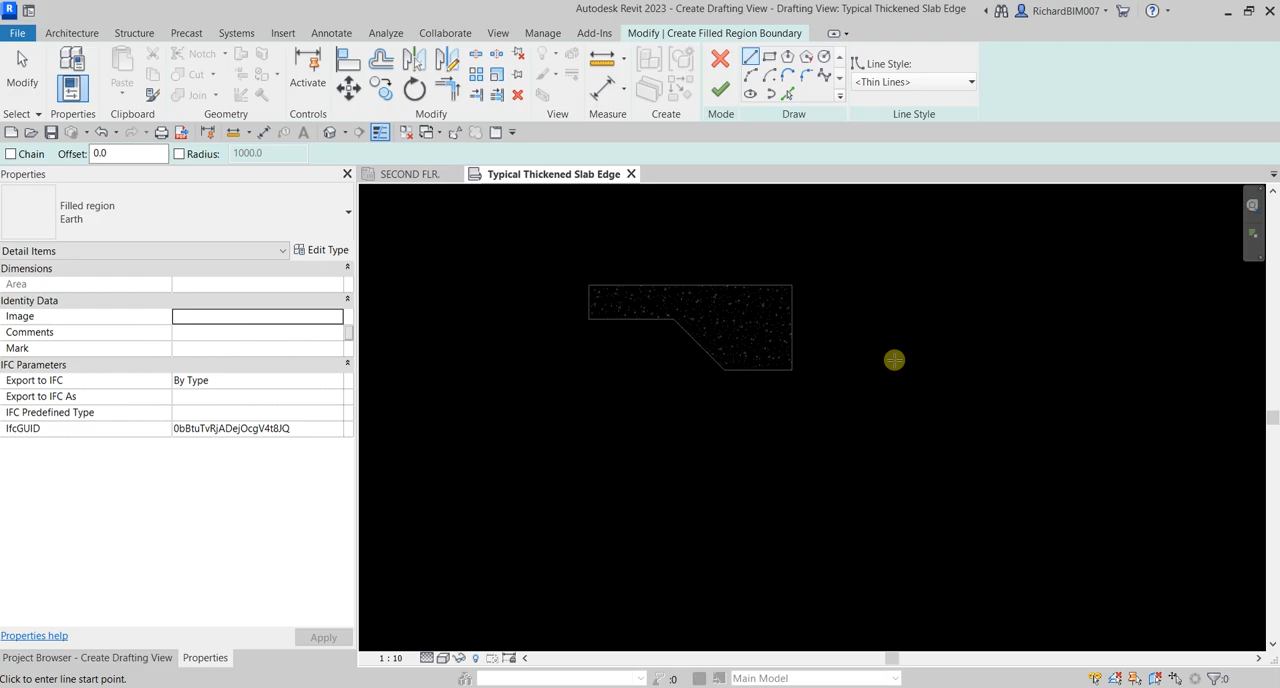 R Autodesk Revit 2023 - Create Drafting View - Drafting View: Typical Thickened Slab Edge RichardBIM007
File Architecture Structure Precast Systems Insert Annotate Analyze Collaborate View Manage Add-Ins Modify | Create Filled Region Boundary
Modify Paste Notch Cut Join Activate Line Style: <Thin Lines>
Select Properties Clipboard Geometry Controls Modify View Measure Create Mode Draw Line Style
Chain Offset: 0.0 Radius: 1000.0
Properties SECOND FLR. Typical Thickened Slab Edge
Filled region
Earth
Detail Items Edit Type
Dimensions
Area
Identity Data
Image
Comments
Mark
IFC Parameters
Export to IFC By Type
Export to IFC As
IFC Predefined Type
IfcGUID 0bBtuTvRjADejOcgV4t8JQ
Properties help Apply
Project Browser - Create Drafting View Properties 1 : 10
Click to enter line start point. :0 Main Model :0